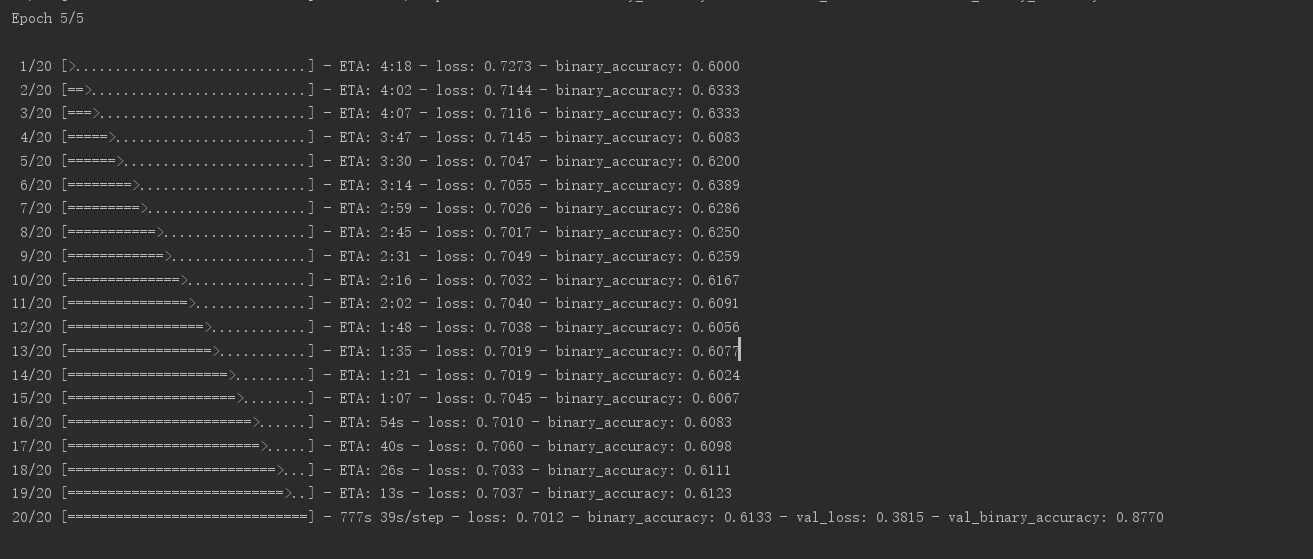 Epoch 5/5
1/20 [>.............................] - ETA: 4:18 - loss: 0.7273 - binary_accuracy: 0.6000
2/20 [==>...........................] - ETA: 4:02 - loss: 0.7144 - binary_accuracy: 0.6333
3/20 [===>..........................] - ETA: 4:07 - loss: 0.7116 - binary_accuracy: 0.6333
4/20 [=====>........................] - ETA: 3:47 - loss: 0.7145 - binary_accuracy: 0.6083
5/20 [======>.......................] - ETA: 3:30 - loss: 0.7047 - binary_accuracy: 0.6200
6/20 [========>.....................] - ETA: 3:14 - loss: 0.7055 - binary_accuracy: 0.6389
7/20 [=========>....................] - ETA: 2:59 - loss: 0.7026 - binary_accuracy: 0.6286
8/20 [===========>..................] - ETA: 2:45 - loss: 0.7017 - binary_accuracy: 0.6250
9/20 [============>.................] - ETA: 2:31 - loss: 0.7049 - binary_accuracy: 0.6259
10/20 [==============>...............] - ETA: 2:16 - loss: 0.7032 - binary_accuracy: 0.6167
11/20 [===============>..............] - ETA: 2:02 - loss: 0.7040 - binary_accuracy: 0.6091
12/20 [=================>............] - ETA: 1:48 - loss: 0.7038 - binary_accuracy: 0.6056
13/20 [==================>...........] - ETA: 1:35 - loss: 0.7019 - binary_accuracy: 0.6077
14/20 [====================>.........] - ETA: 1:21 - loss: 0.7019 - binary_accuracy: 0.6024
15/20 [=====================>........] - ETA: 1:07 - loss: 0.7045 - binary_accuracy: 0.6067
16/20 [=======================>......] - ETA: 54s - loss: 0.7010 - binary_accuracy: 0.6083
17/20 [========================>.....] - ETA: 40s - loss: 0.7060 - binary_accuracy: 0.6098
18/20 [==========================>...] - ETA: 26s - loss: 0.7033 - binary_accuracy: 0.6111
19/20 [===========================>..] - ETA: 13s - loss: 0.7037 - binary_accuracy: 0.6123
20/20 [==============================] - 777s 39s/step - loss: 0.7012 - binary_accuracy: 0.6133 - val_loss: 0.3815 - val_binary_accuracy: 0.8770